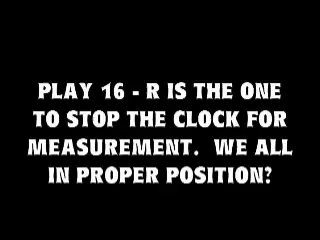 PLAY 16 - R IS THE ONE
TO STOP THE CLOCK FOR
MEASUREMENT.  WE ALL
IN PROPER POSITION?